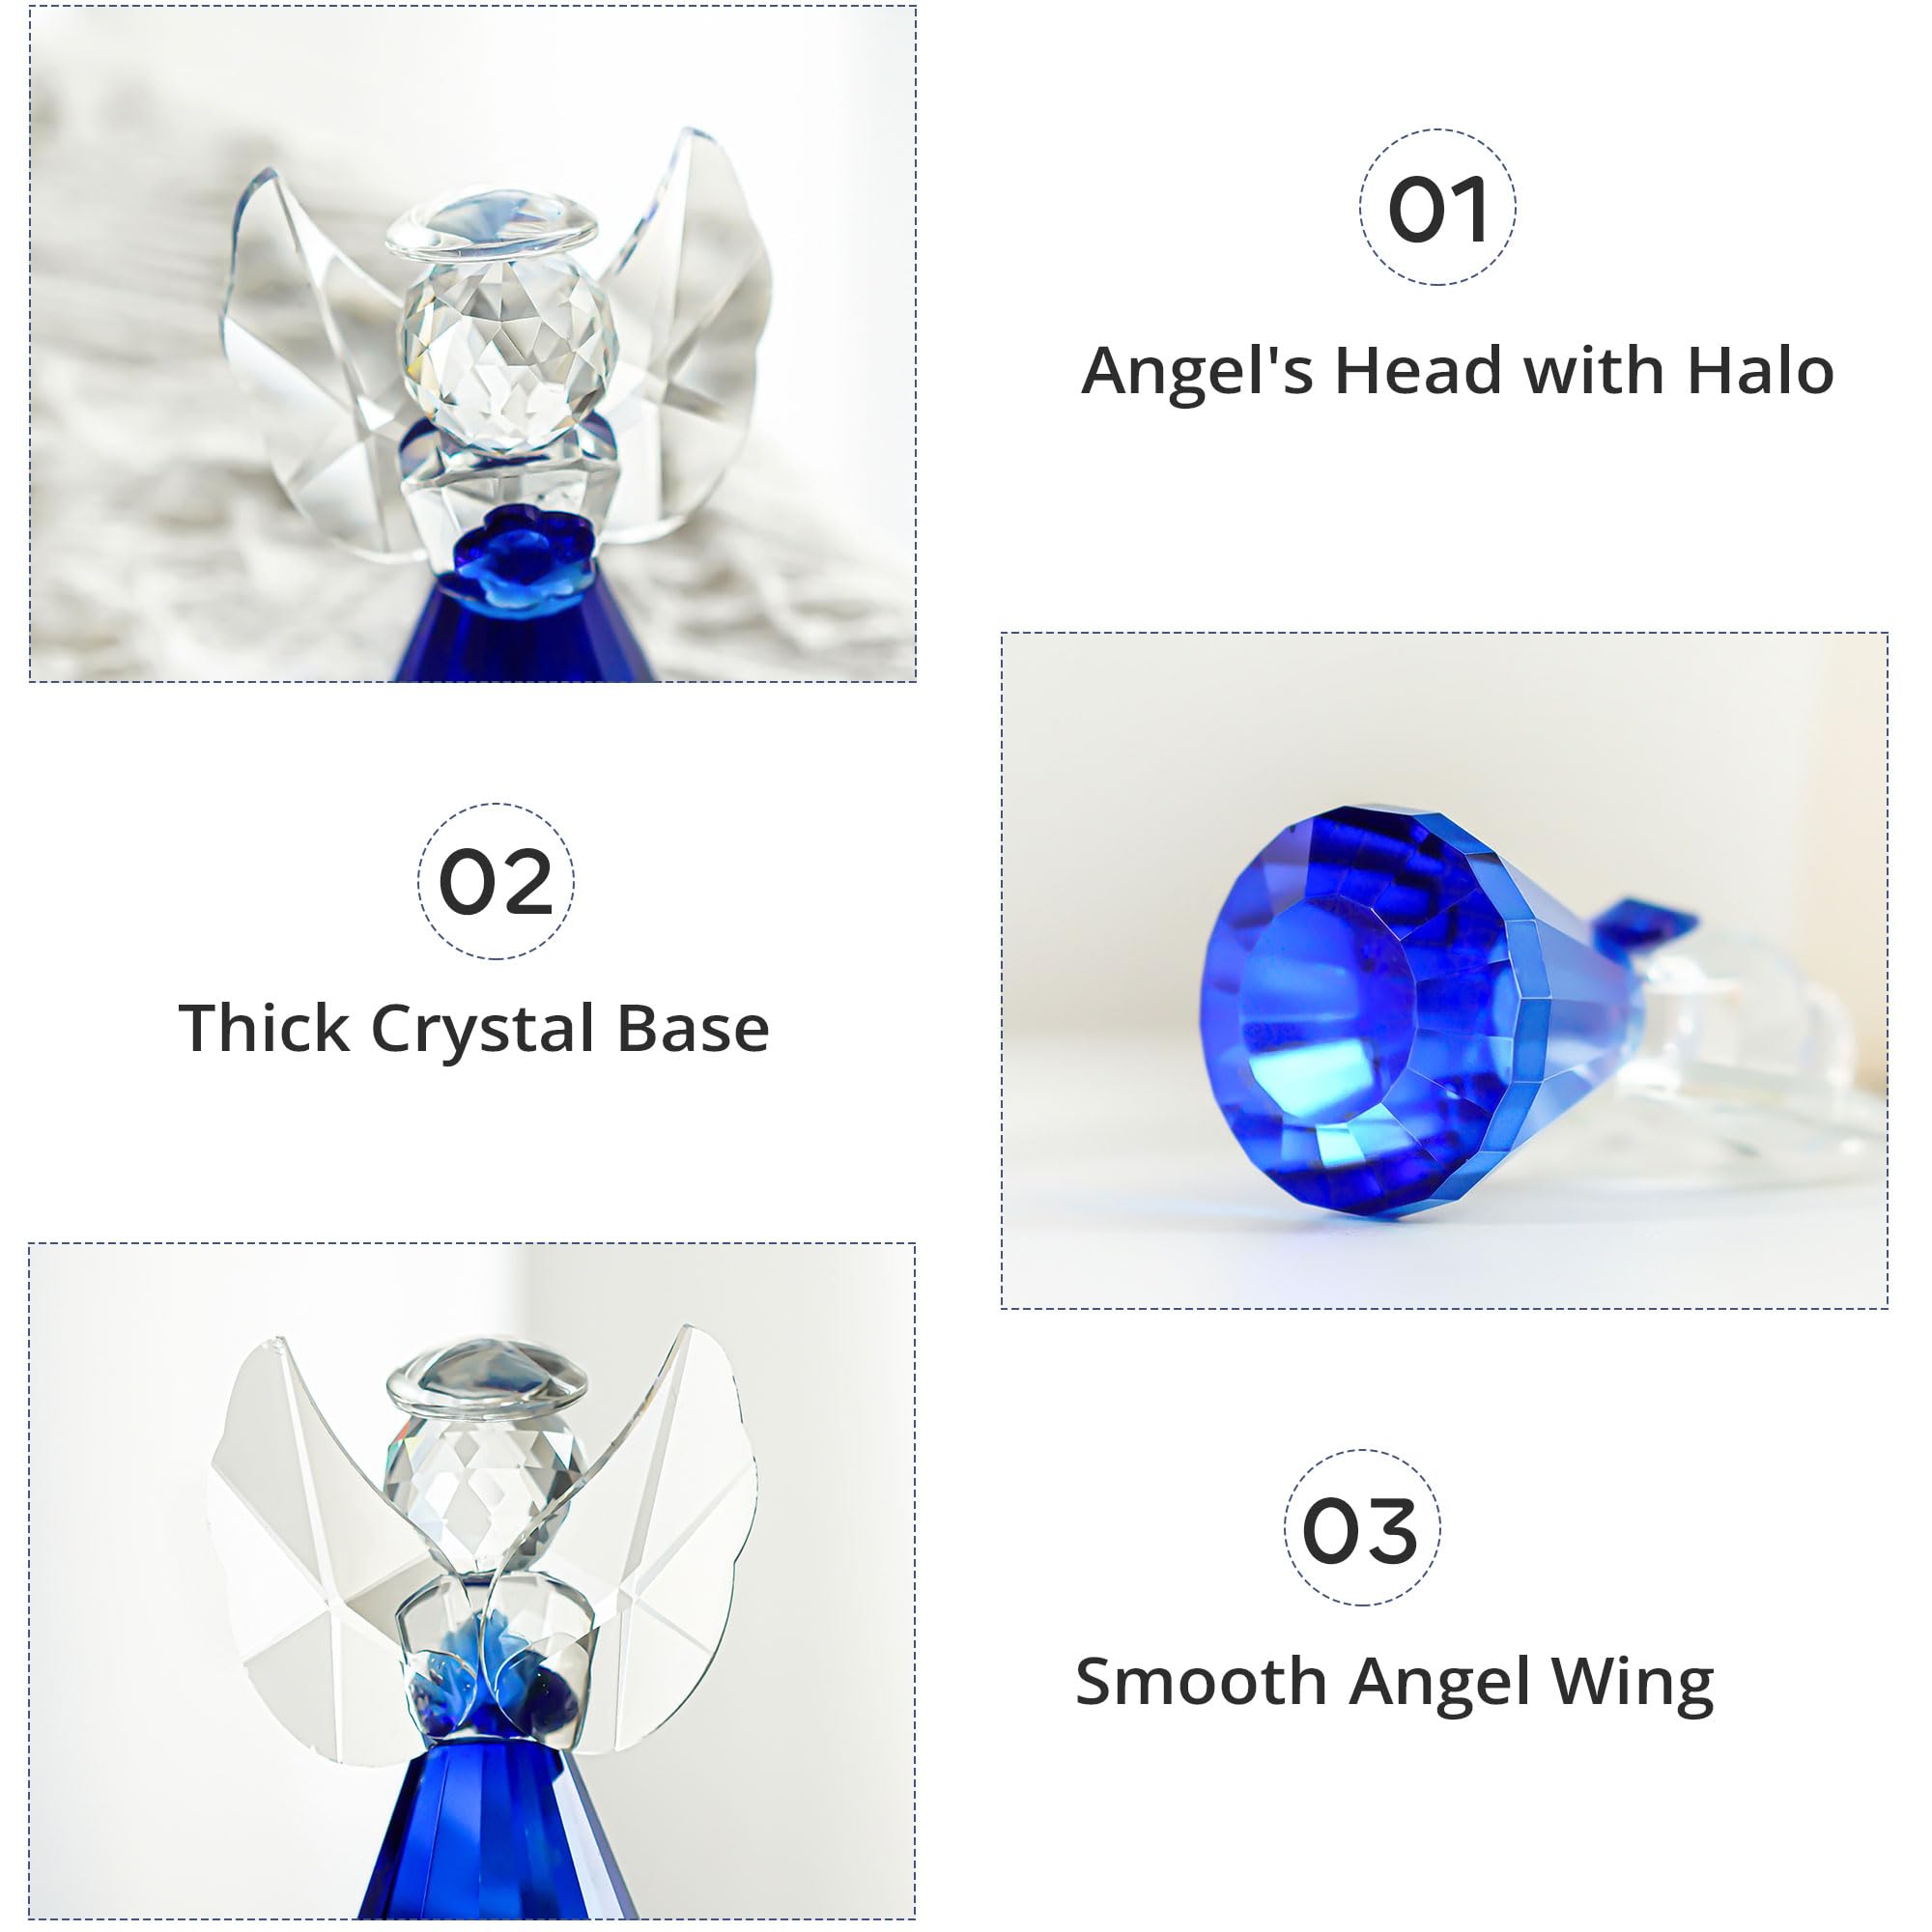 01
Angel's Head with Halo
02
Thick Crystal Base
03
Smooth Angel Wing